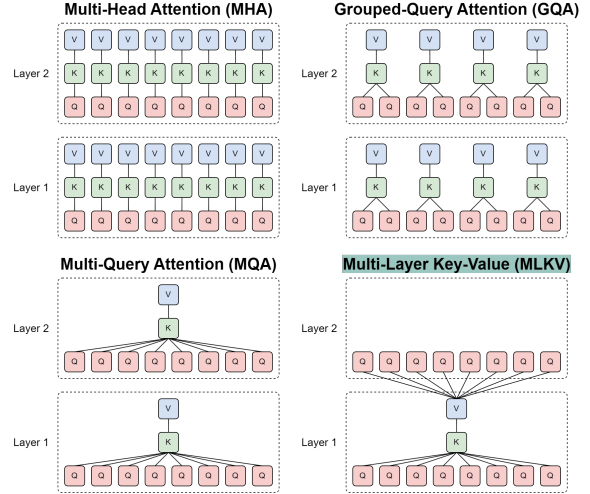 Multi-Head Attention (MHA)
V V V V V V V V
Layer 2
K K K K K K K K
Q Q Q Q Q Q Q Q
V V V V V V V V
Layer 1
K K K K K K K K
Q Q Q Q Q Q Q Q
Grouped-Query Attention (GQA)
V V V V
Layer 2
K K K K
Q Q Q Q Q Q Q Q
V V V V
Layer 1
K K K K
Q Q Q Q Q Q Q Q
Multi-Query Attention (MQA)
V
Layer 2
K
Q Q Q Q Q Q Q Q
V
Layer 1
K
Q Q Q Q Q Q Q Q
Multi-Layer Key-Value (MLKV)
Layer 2
Q Q Q Q Q Q Q Q
V
Layer 1
K
Q Q Q Q Q Q Q Q